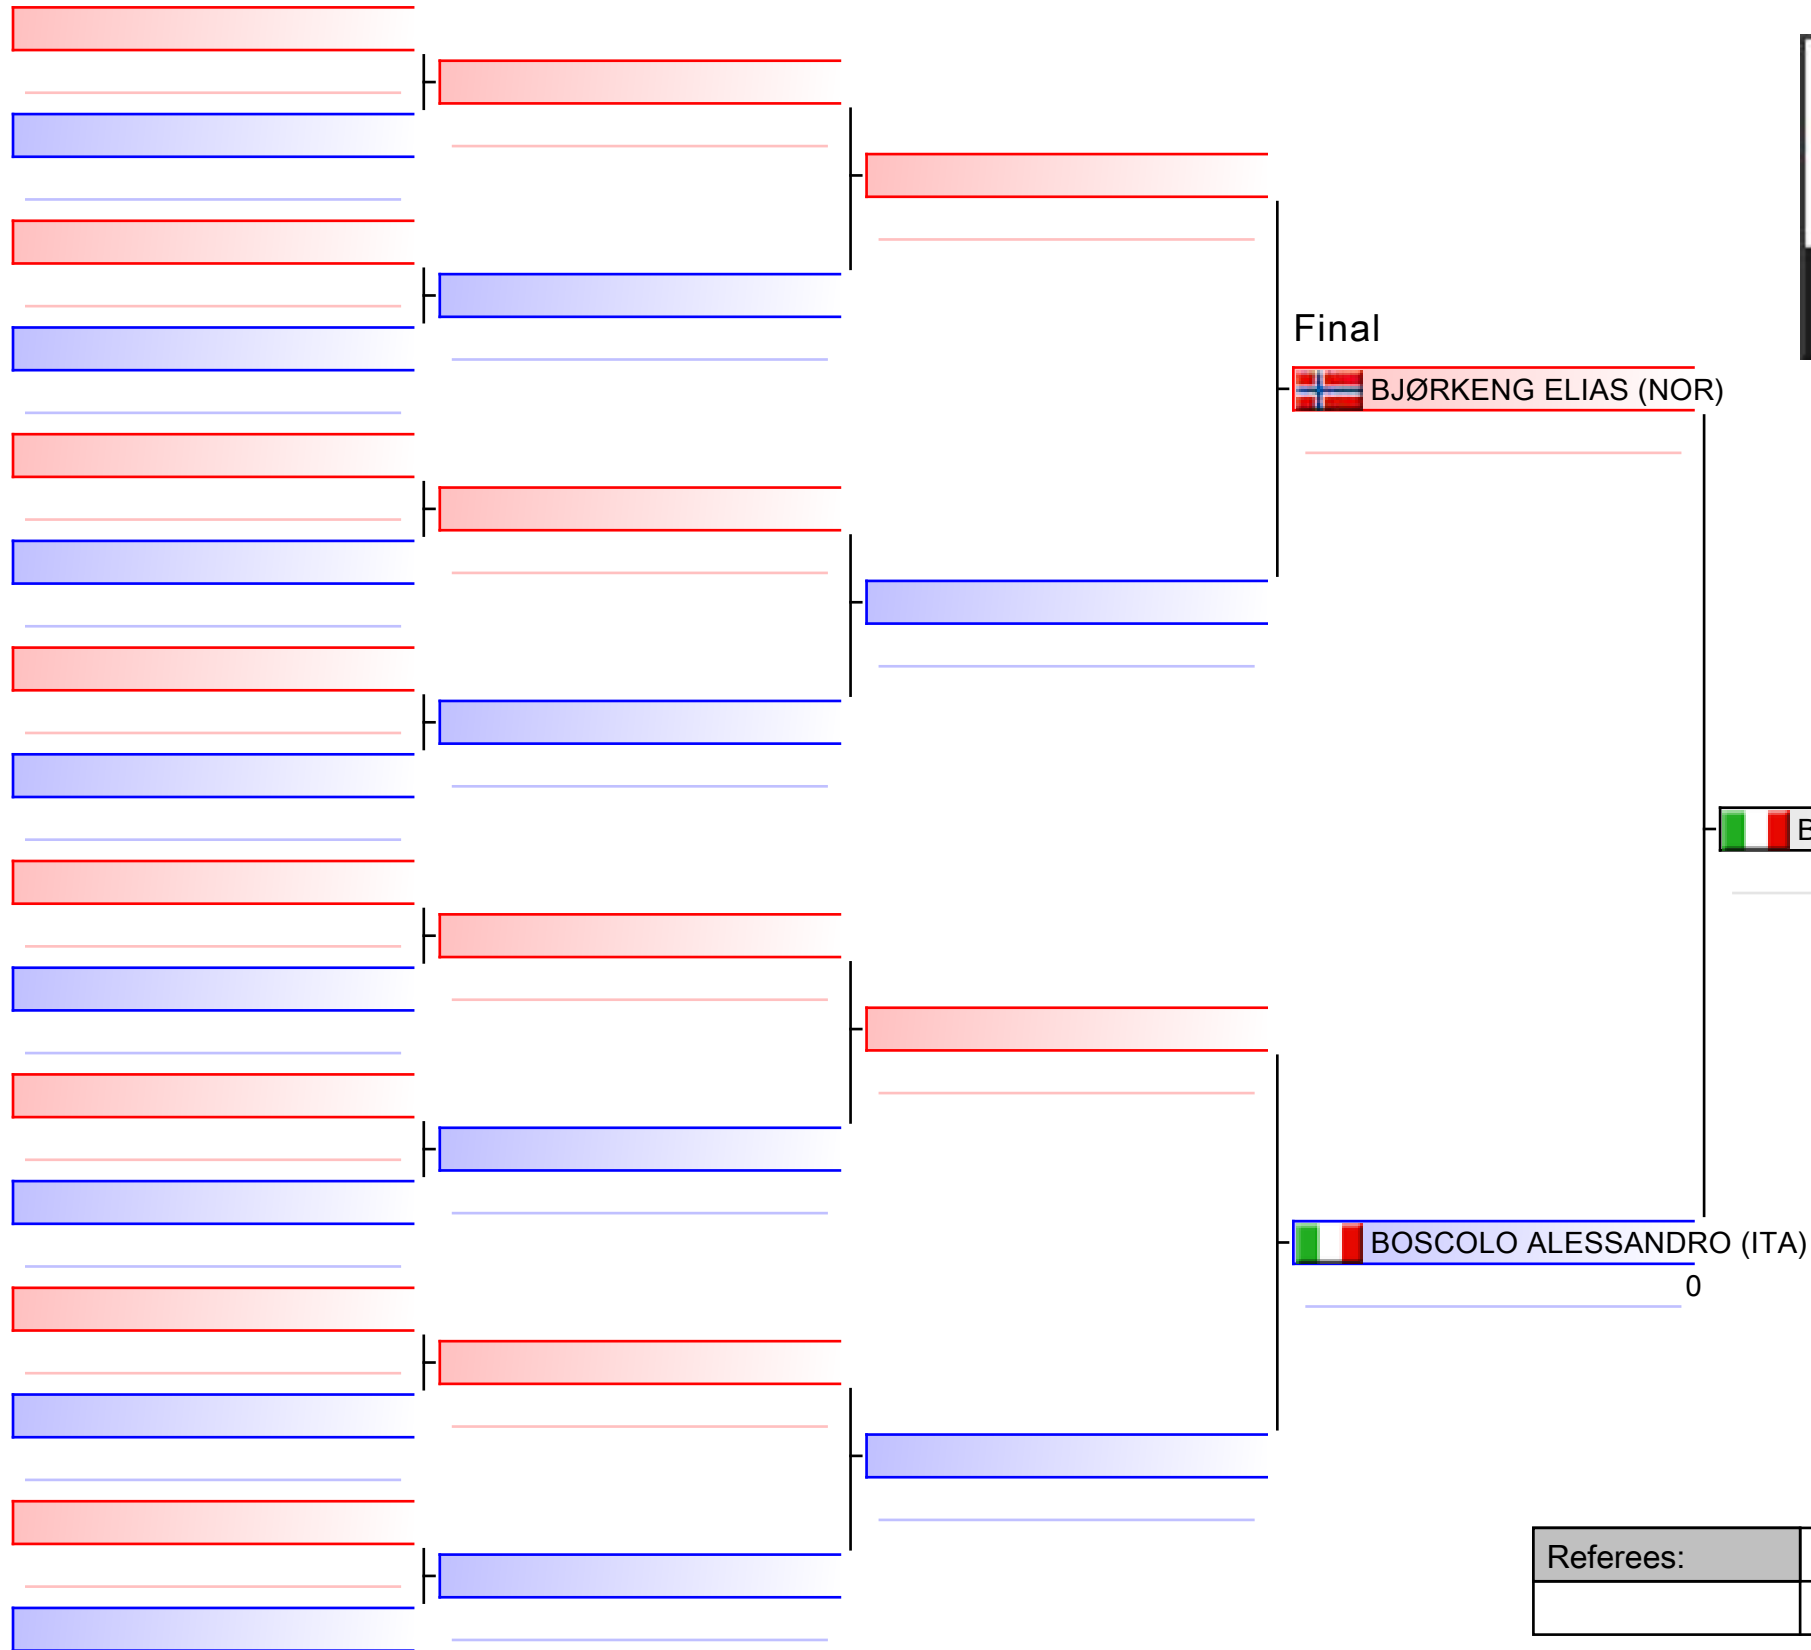 Final
BJØRKENG ELIAS (NOR)
B
BOSCOLO ALESSANDRO (ITA)
0
Referees: